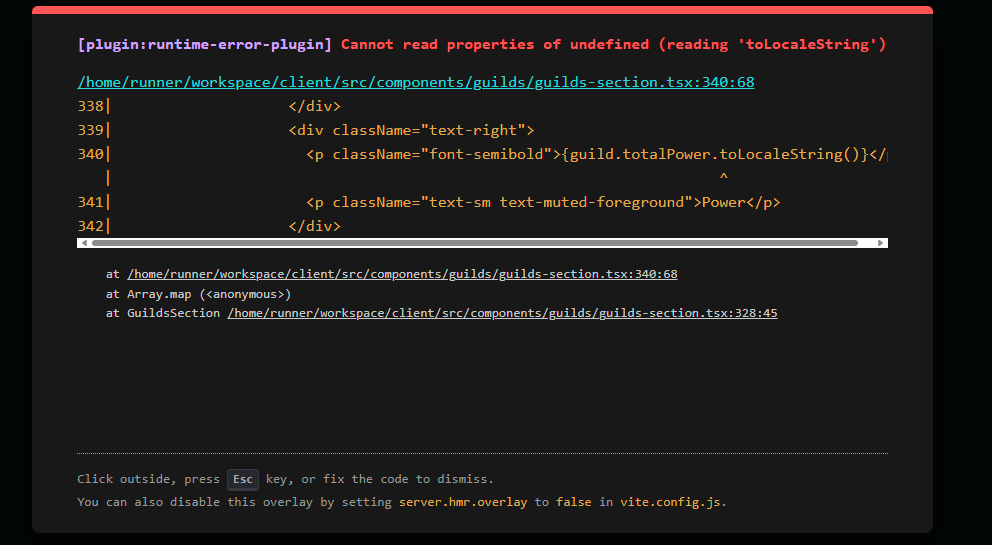 [plugin:runtime-error-plugin] Cannot read properties of undefined (reading 'toLocaleString')
/home/runner/workspace/client/src/components/guilds/guilds-section.tsx:340:68
338|                    </div>
339|                    <div className="text-right">
340|                      <p className="font-semibold">{guild.totalPower.toLocaleString()}</
   |                                                                     ^
341|                      <p className="text-sm text-muted-foreground">Power</p>
342|                    </div>
at /home/runner/workspace/client/src/components/guilds/guilds-section.tsx:340:68
at Array.map (<anonymous>)
at GuildsSection /home/runner/workspace/client/src/components/guilds/guilds-section.tsx:328:45
Click outside, press Esc key, or fix the code to dismiss.
You can also disable this overlay by setting server.hmr.overlay to false in vite.config.js.